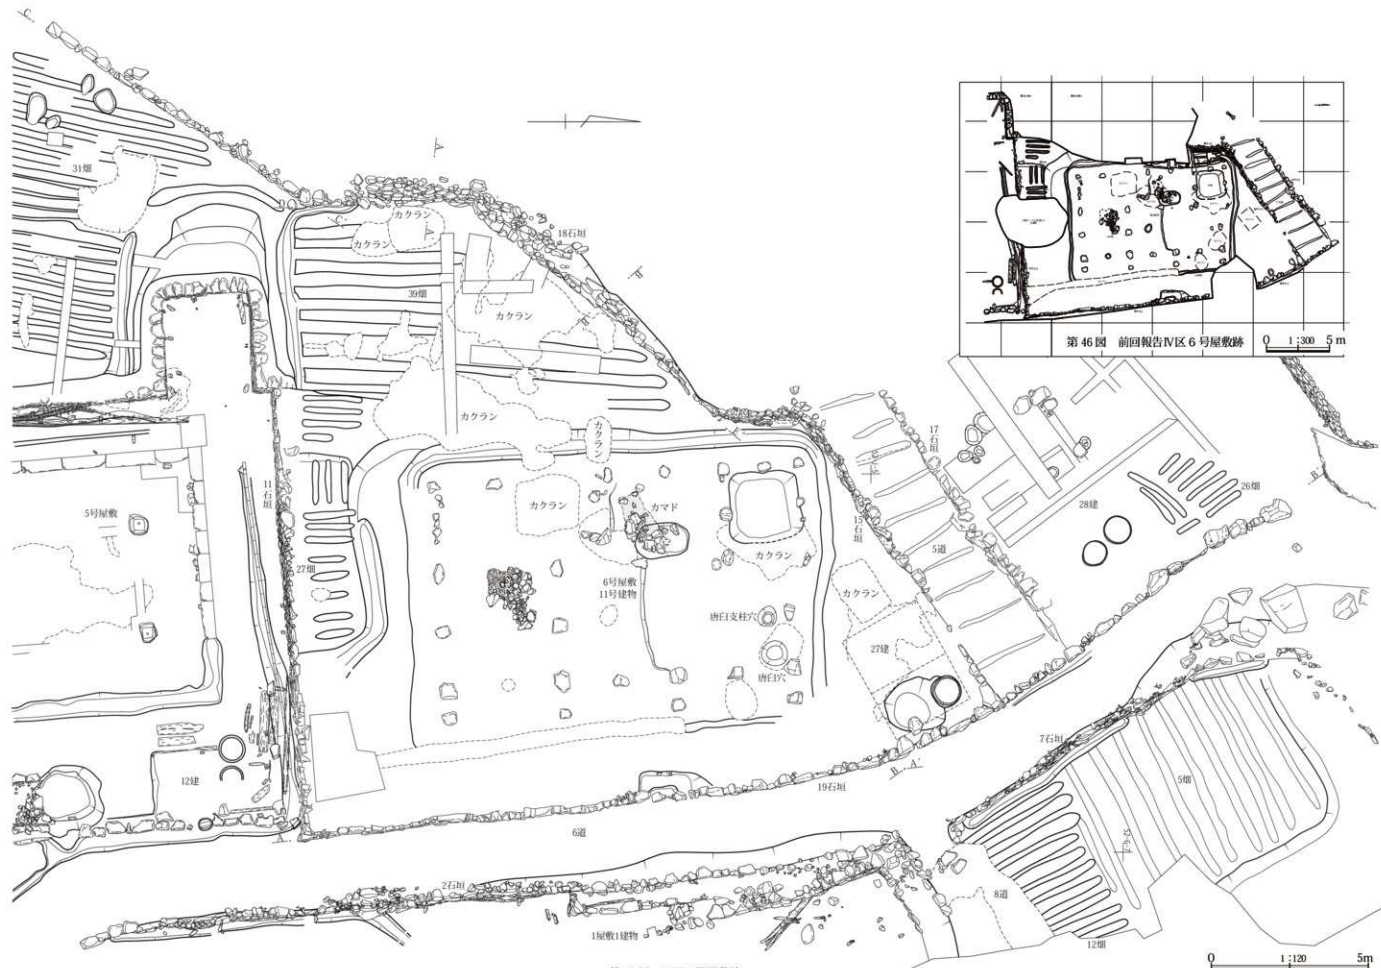 C.
A.
31畑
カクラン
C'
A
カクラン
18石垣
B.
39畑
カクラン
B
第 46 図　前回報告Ⅳ区 6 号屋敷跡
0　1:300　5 m
カクラン
カクラン
17石垣
26畑
B'
28建
11石垣
カクラン
カマド
15石垣
5号屋敷
5道
27畑
6号屋敷
11号建物
カクラン
カクラン
唐臼支柱穴
27建
唐臼穴
7石垣
5畑
12建
B. A'
19石垣
6道
2石垣
8道
1屋敷1建物
12畑
0　1:120　5m